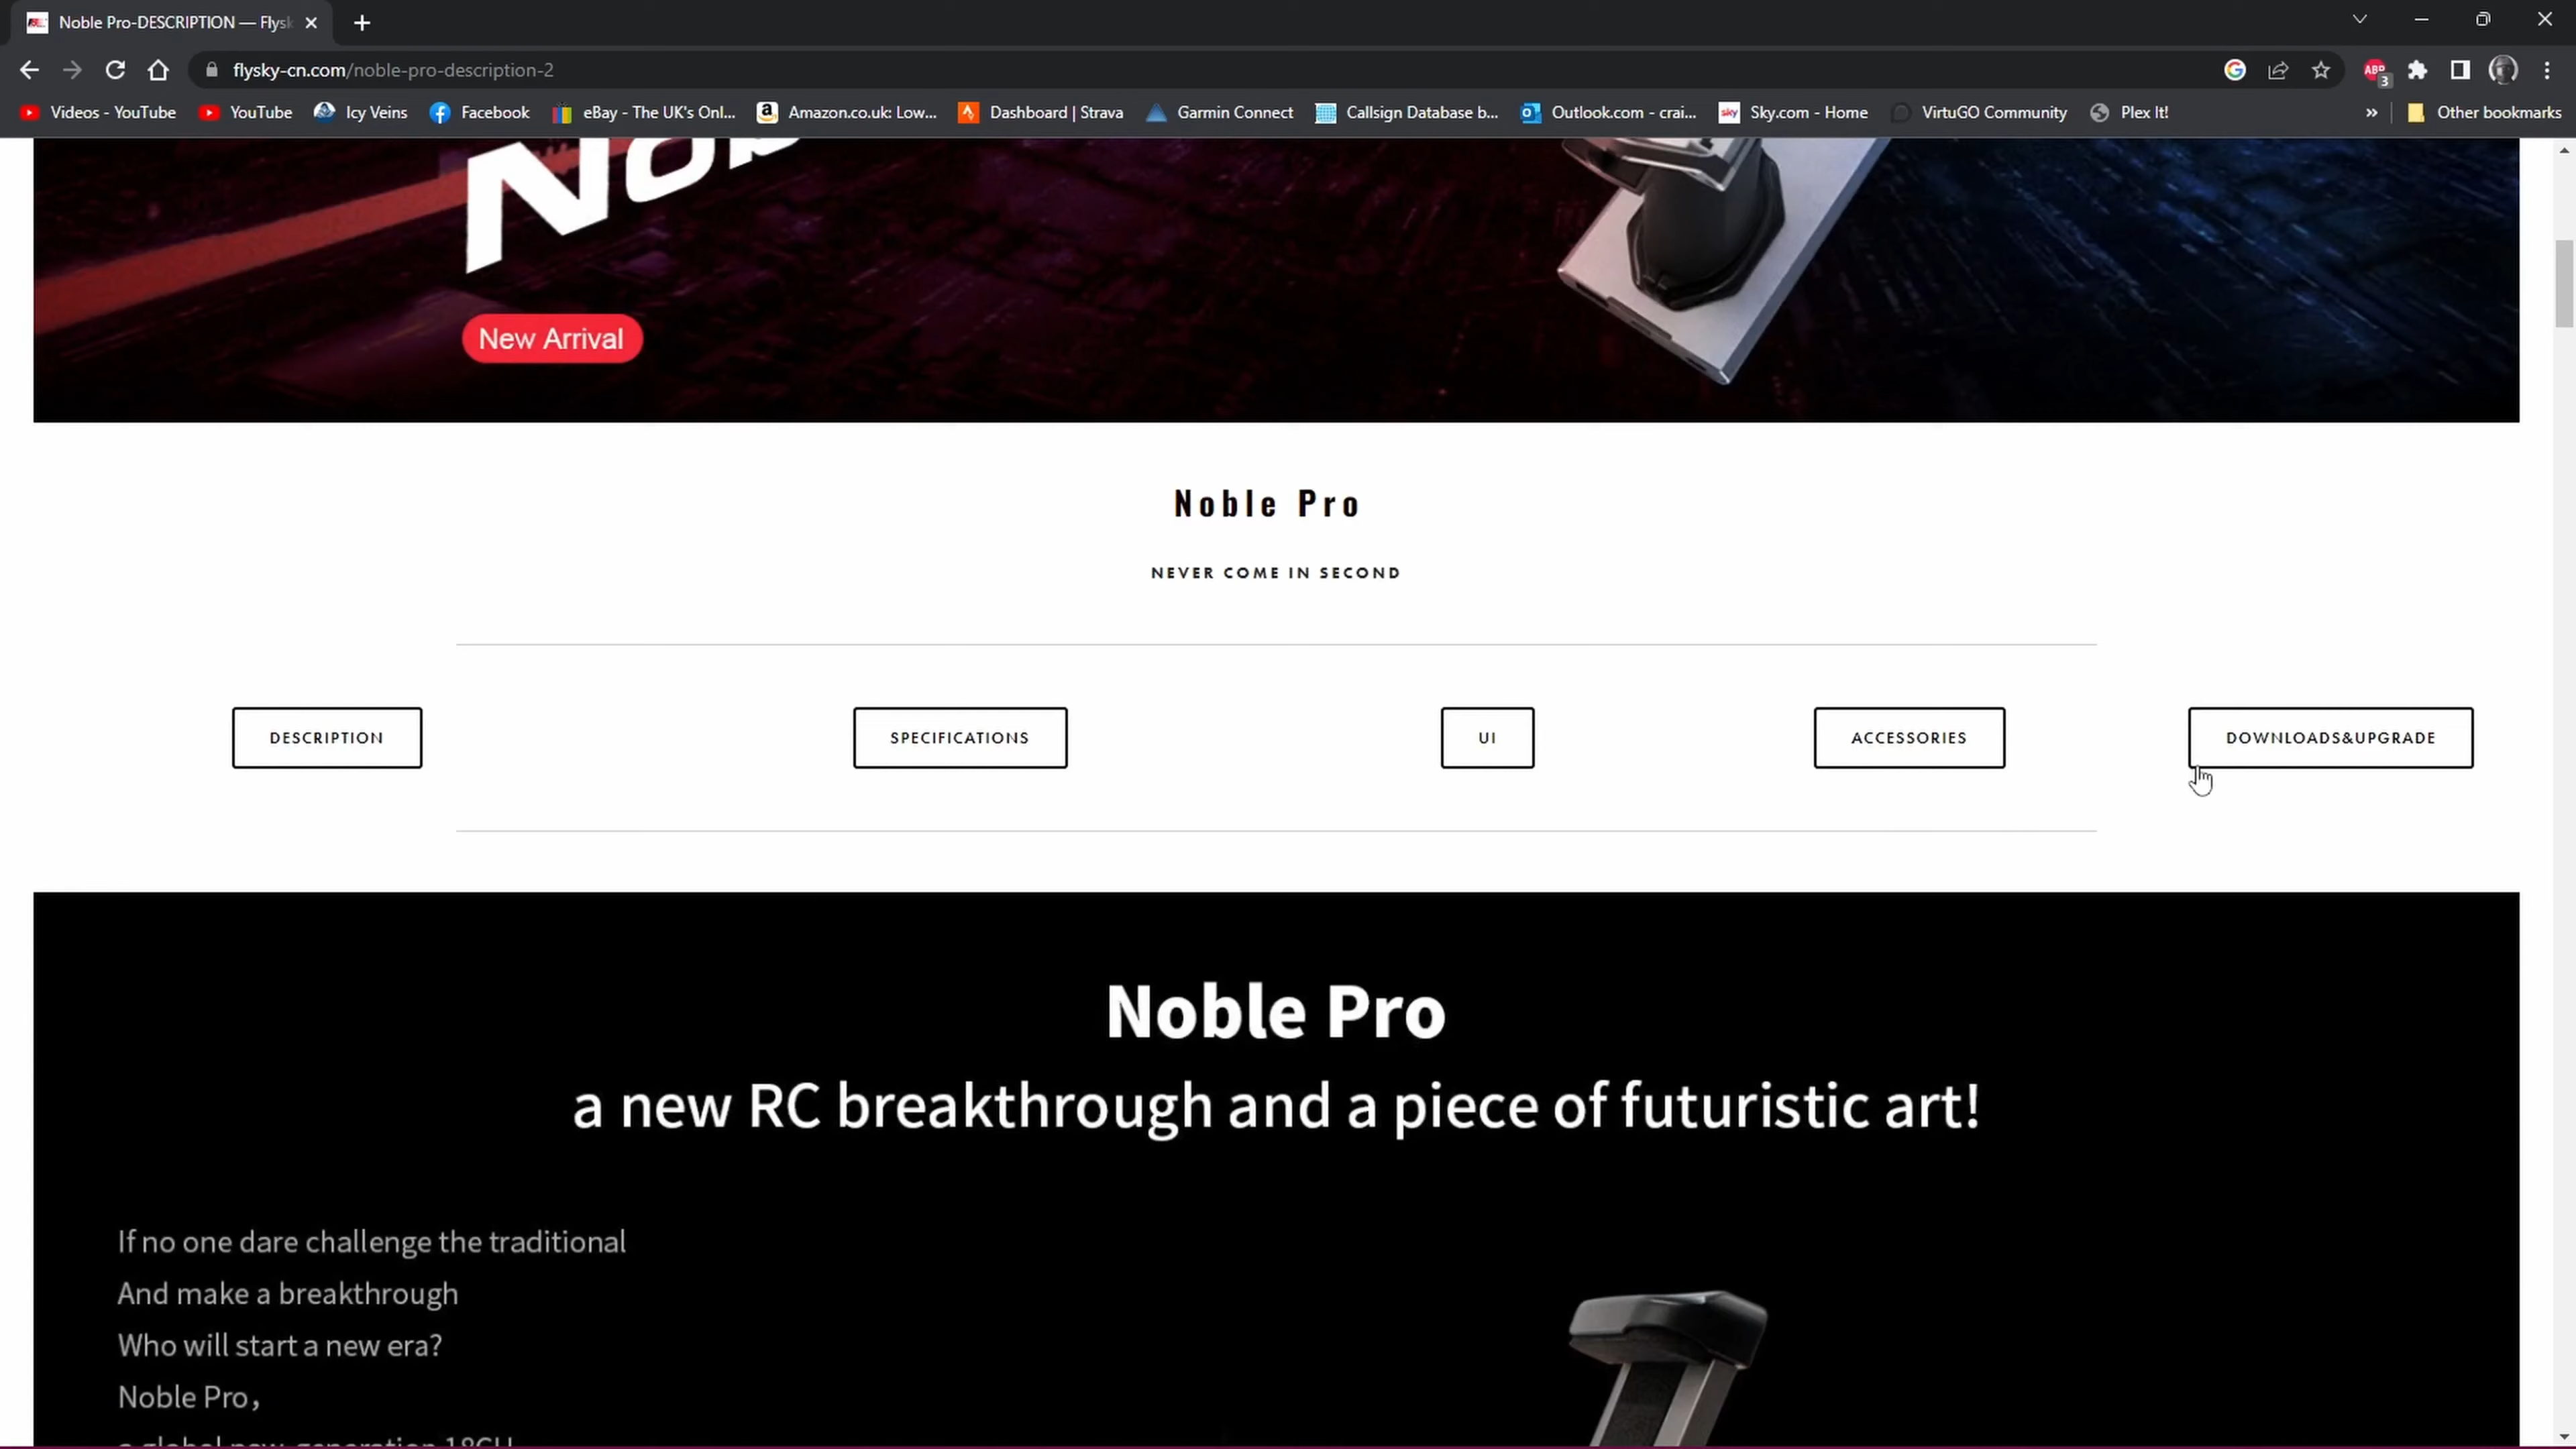 Noble Pro-DESCRIPTION — Flysk
flysky-cn.com/noble-pro-description-2
ABP
3
Videos - YouTube
YouTube
Icy Veins
Facebook
eBay - The UK's Onl...
Amazon.co.uk: Low...
Dashboard | Strava
Garmin Connect
Callsign Database b...
Outlook.com - crai...
sky
Sky.com - Home
VirtuGO Community
Plex It!
»
Other bookmarks
New Arrival
Noble Pro
NEVER COME IN SECOND
DESCRIPTION
SPECIFICATIONS
UI
ACCESSORIES
DOWNLOADS&UPGRADE
Noble Pro
a new RC breakthrough and a piece of futuristic art!
If no one dare challenge the traditional
And make a breakthrough
Who will start a new era?
Noble Pro，